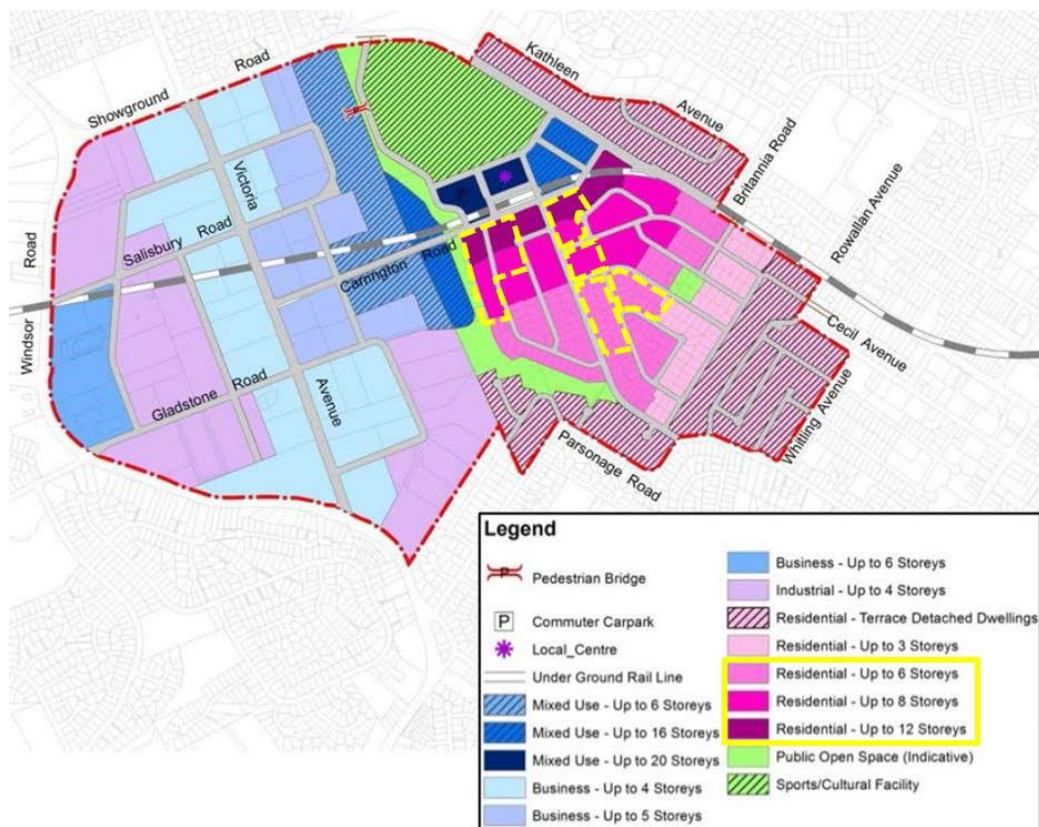 Kathleen
Avenue
Showground
Road
Britannia Road
Rowallan Avenue
Victoria
Salisbury Road
Road
Windsor
Carrington Road
Cecil Avenue
Gladstone Road
Avenue
Whitling Avenue
Parsonage Road
Legend
P Pedestrian Bridge
P Commuter Carpark
Local_Centre
Under Ground Rail Line
Mixed Use - Up to 6 Storeys
Mixed Use - Up to 16 Storeys
Mixed Use - Up to 20 Storeys
Business - Up to 4 Storeys
Business - Up to 5 Storeys
Business - Up to 6 Storeys
Industrial - Up to 4 Storeys
Residential - Terrace Detached Dwellings
Residential - Up to 3 Storeys
Residential - Up to 6 Storeys
Residential - Up to 8 Storeys
Residential - Up to 12 Storeys
Public Open Space (Indicative)
Sports/Cultural Facility